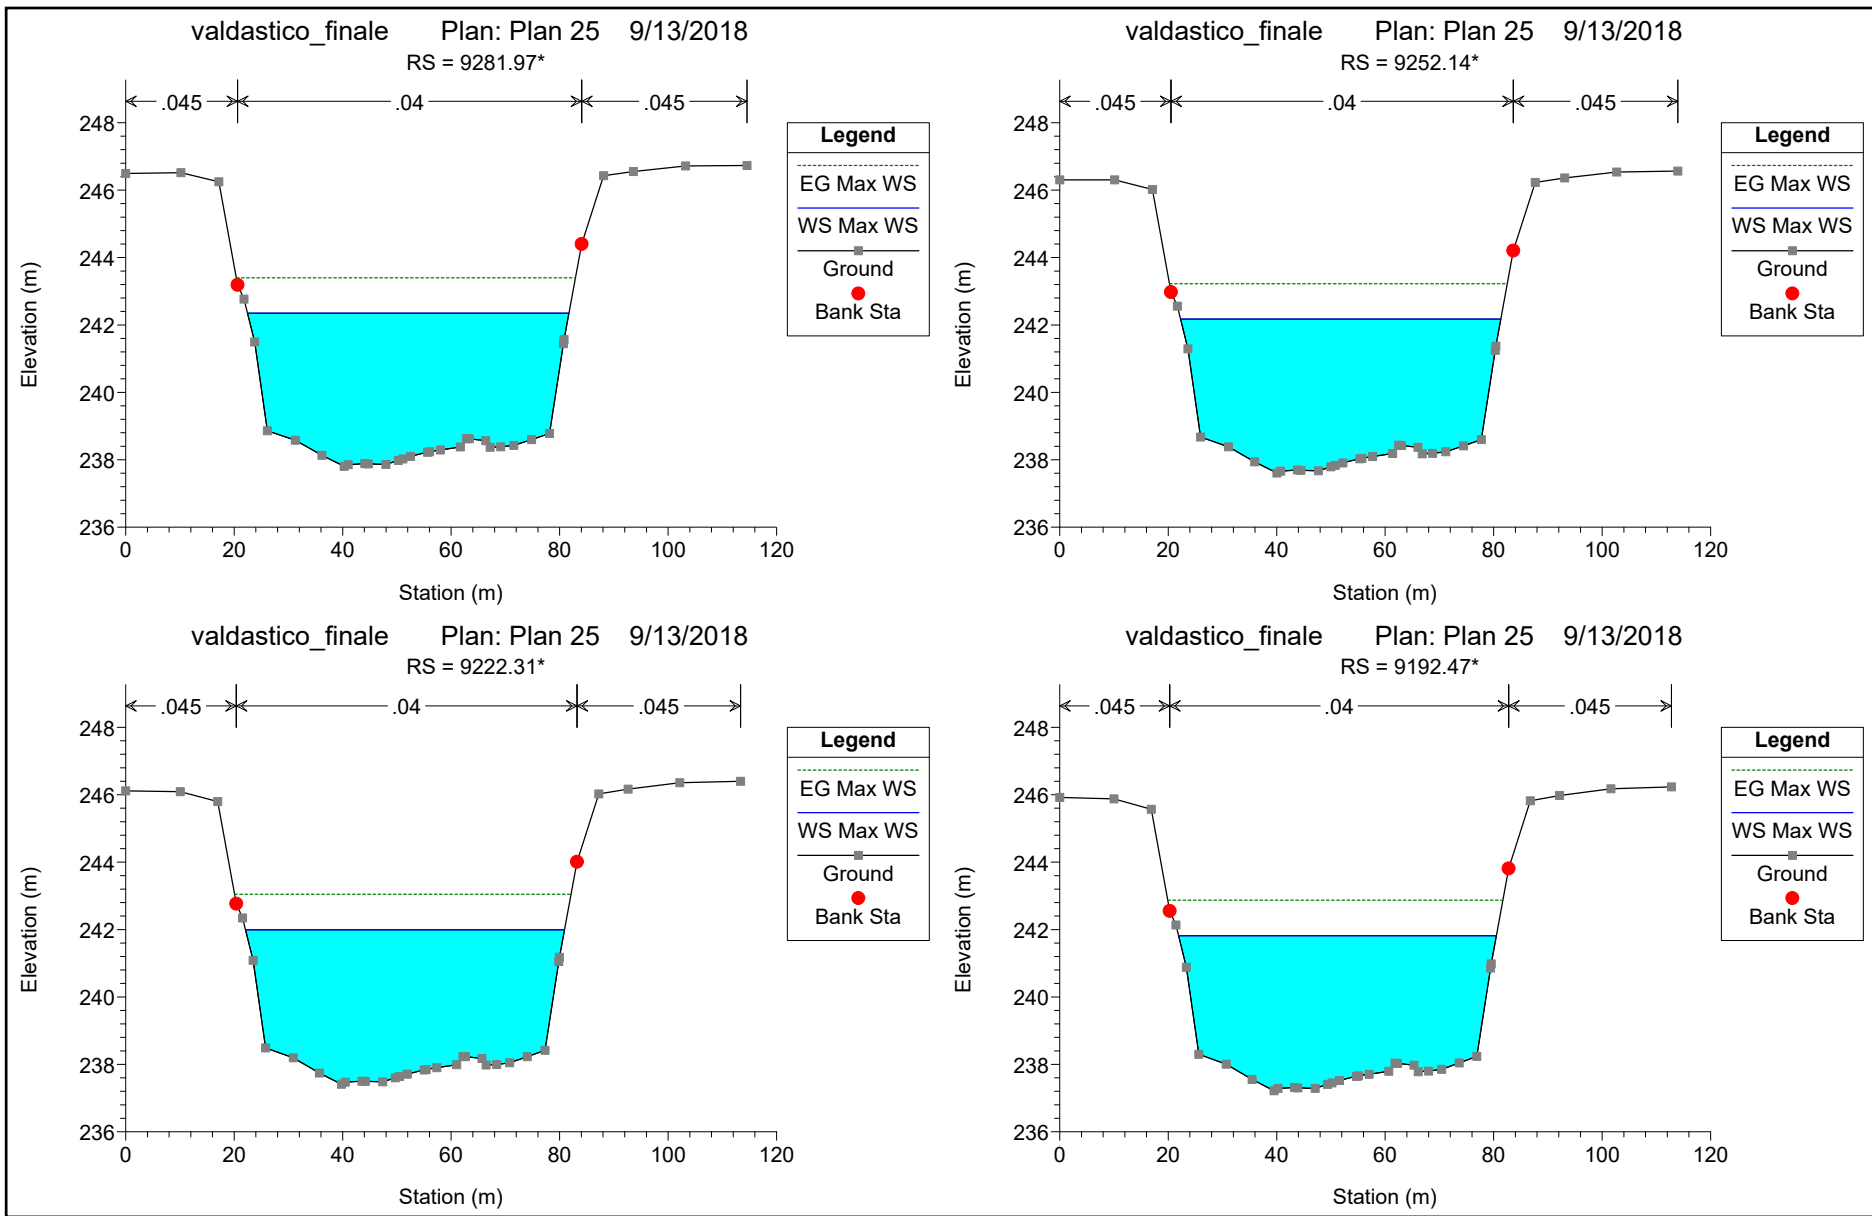 valdastico_finale Plan: Plan 25 9/13/2018
RS = 9281.97*
.045 .04 .045
248
246
244
242
240
238
236
0 20 40 60 80 100 120
Station (m)
Elevation (m)
Legend
EG Max WS
WS Max WS
Ground
Bank Sta
valdastico_finale Plan: Plan 25 9/13/2018
RS = 9252.14*
.045 .04 .045
248
246
244
242
240
238
236
0 20 40 60 80 100 120
Station (m)
Elevation (m)
Legend
EG Max WS
WS Max WS
Ground
Bank Sta
valdastico_finale Plan: Plan 25 9/13/2018
RS = 9222.31*
.045 .04 .045
248
246
244
242
240
238
236
0 20 40 60 80 100 120
Station (m)
Elevation (m)
Legend
EG Max WS
WS Max WS
Ground
Bank Sta
valdastico_finale Plan: Plan 25 9/13/2018
RS = 9192.47*
.045 .04 .045
248
246
244
242
240
238
236
0 20 40 60 80 100 120
Station (m)
Elevation (m)
Legend
EG Max WS
WS Max WS
Ground
Bank Sta